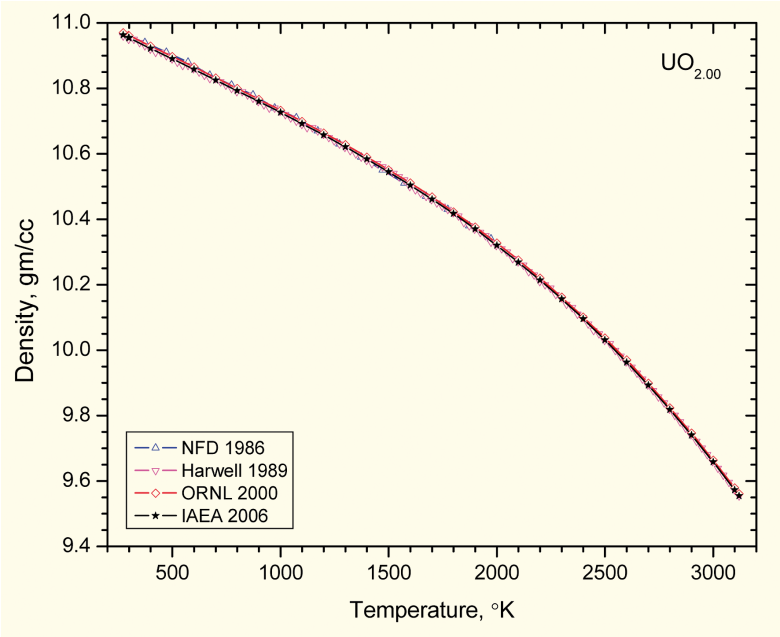 UO2.00
11.0
10.8
10.6
10.4
10.2
10.0
9.8
9.6
9.4
Density, gm/cc
NFD 1986
Harwell 1989
ORNL 2000
IAEA 2006
500 1000 1500 2000 2500 3000
Temperature, °K